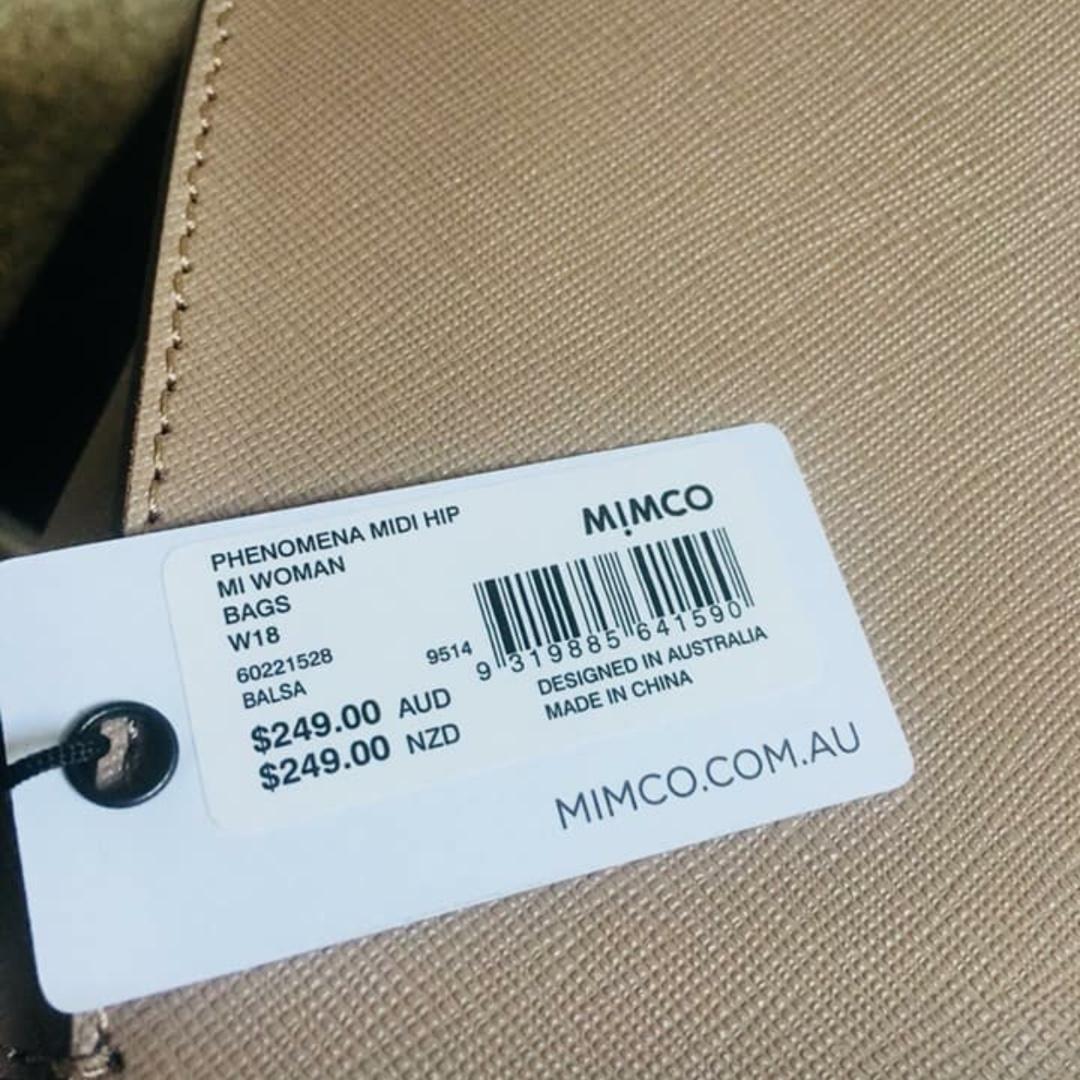 PHENOMENA MIDI HIP
MI WOMAN
BAGS
W18
60221528
BALSA
9514
$249.00 AUD
$249.00 NZD
MIMCO
9 319885 641590
DESIGNED IN AUSTRALIA
MADE IN CHINA
MIMCO.COM.AU